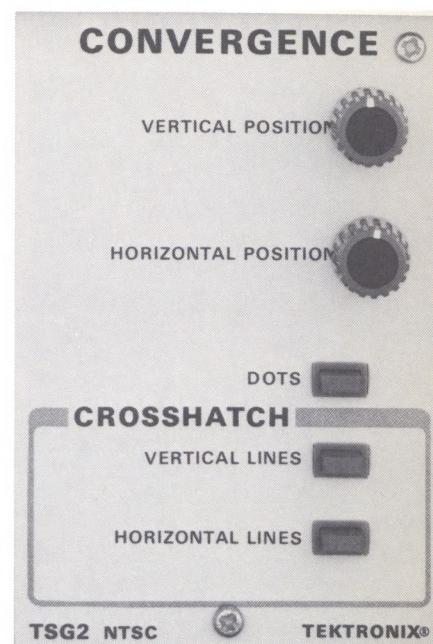 CONVERGENCE
VERTICAL POSITION
HORIZONTAL POSITION
DOTS
CROSSHATCH
VERTICAL LINES
HORIZONTAL LINES
TSG2 NTSC TEKTRONIX®